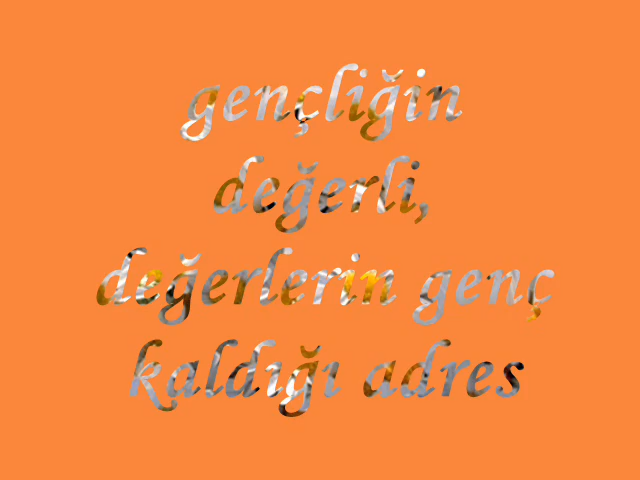 gençliğin
değerli,
değerlerin genç
kaldığı adres